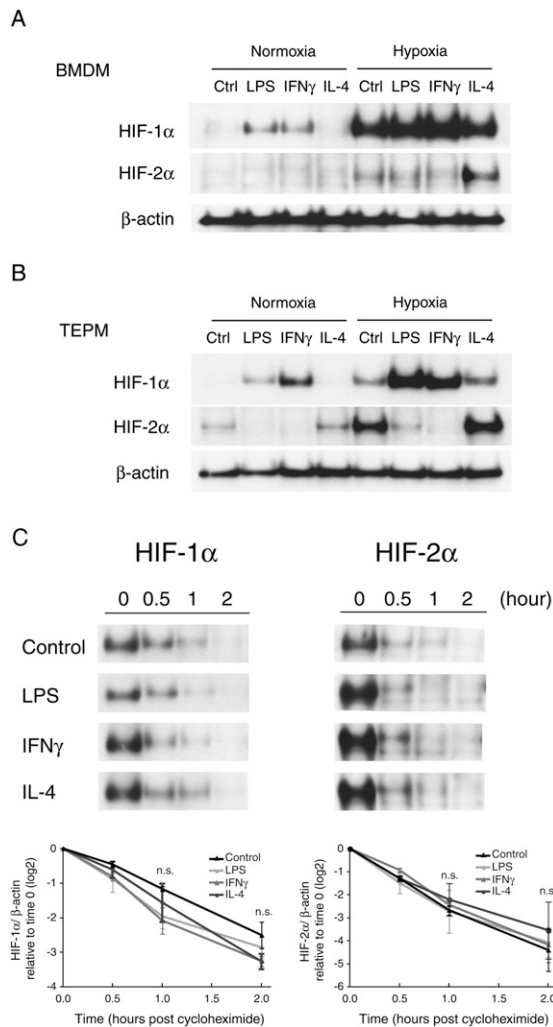 A
BMDM
Normoxia Hypoxia
Ctrl LPS IFNγ IL-4 Ctrl LPS IFNγ IL-4
HIF-1α
HIF-2α
β-actin
B
TEPM
Normoxia Hypoxia
Ctrl LPS IFNγ IL-4 Ctrl LPS IFNγ IL-4
HIF-1α
HIF-2α
β-actin
C
HIF-1α HIF-2α
0 0.5 1 2 0 0.5 1 2 (hour)
Control
LPS
IFNγ
IL-4
HIF-1α/ β-actin
relative to time 0 (log2)
0
-1
-2
-3
-4
-5
0.0 0.5 1.0 1.5 2.0
Time (hours post cycloheximide)
n.s.
n.s.
Control
LPS
IFNγ
IL-4
HIF-2α/ β-actin
relative to time 0 (log2)
0
-1
-2
-3
-4
-5
-6
0.0 0.5 1.0 1.5 2.0
Time (hours post cycloheximide)
n.s.
n.s
Control
LPS
IFNγ
IL-4